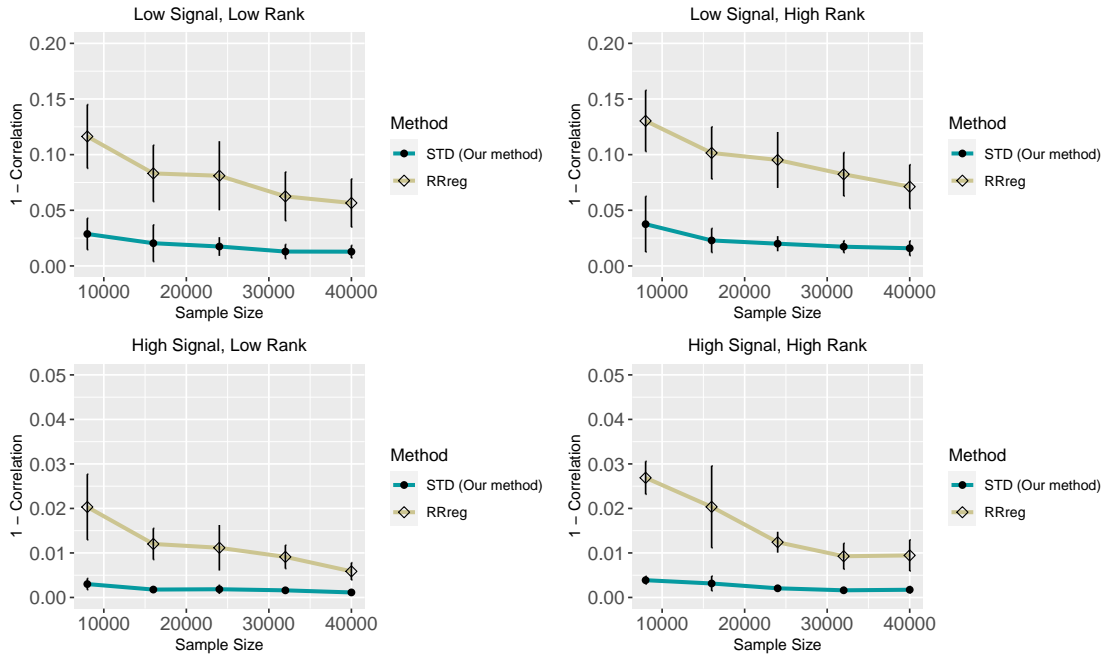 Low Signal, Low Rank
0.20
0.15
0.10
0.05
0.00
1 − Correlation
10000 20000 30000 40000
Sample Size
Method
STD (Our method)
RRreg
Low Signal, High Rank
0.20
0.15
0.10
0.05
0.00
1 − Correlation
10000 20000 30000 40000
Sample Size
Method
STD (Our method)
RRreg
High Signal, Low Rank
0.05
0.04
0.03
0.02
0.01
0.00
1 − Correlation
10000 20000 30000 40000
Sample Size
Method
STD (Our method)
RRreg
High Signal, High Rank
0.05
0.04
0.03
0.02
0.01
0.00
1 − Correlation
10000 20000 30000 40000
Sample Size
Method
STD (Our method)
RRreg